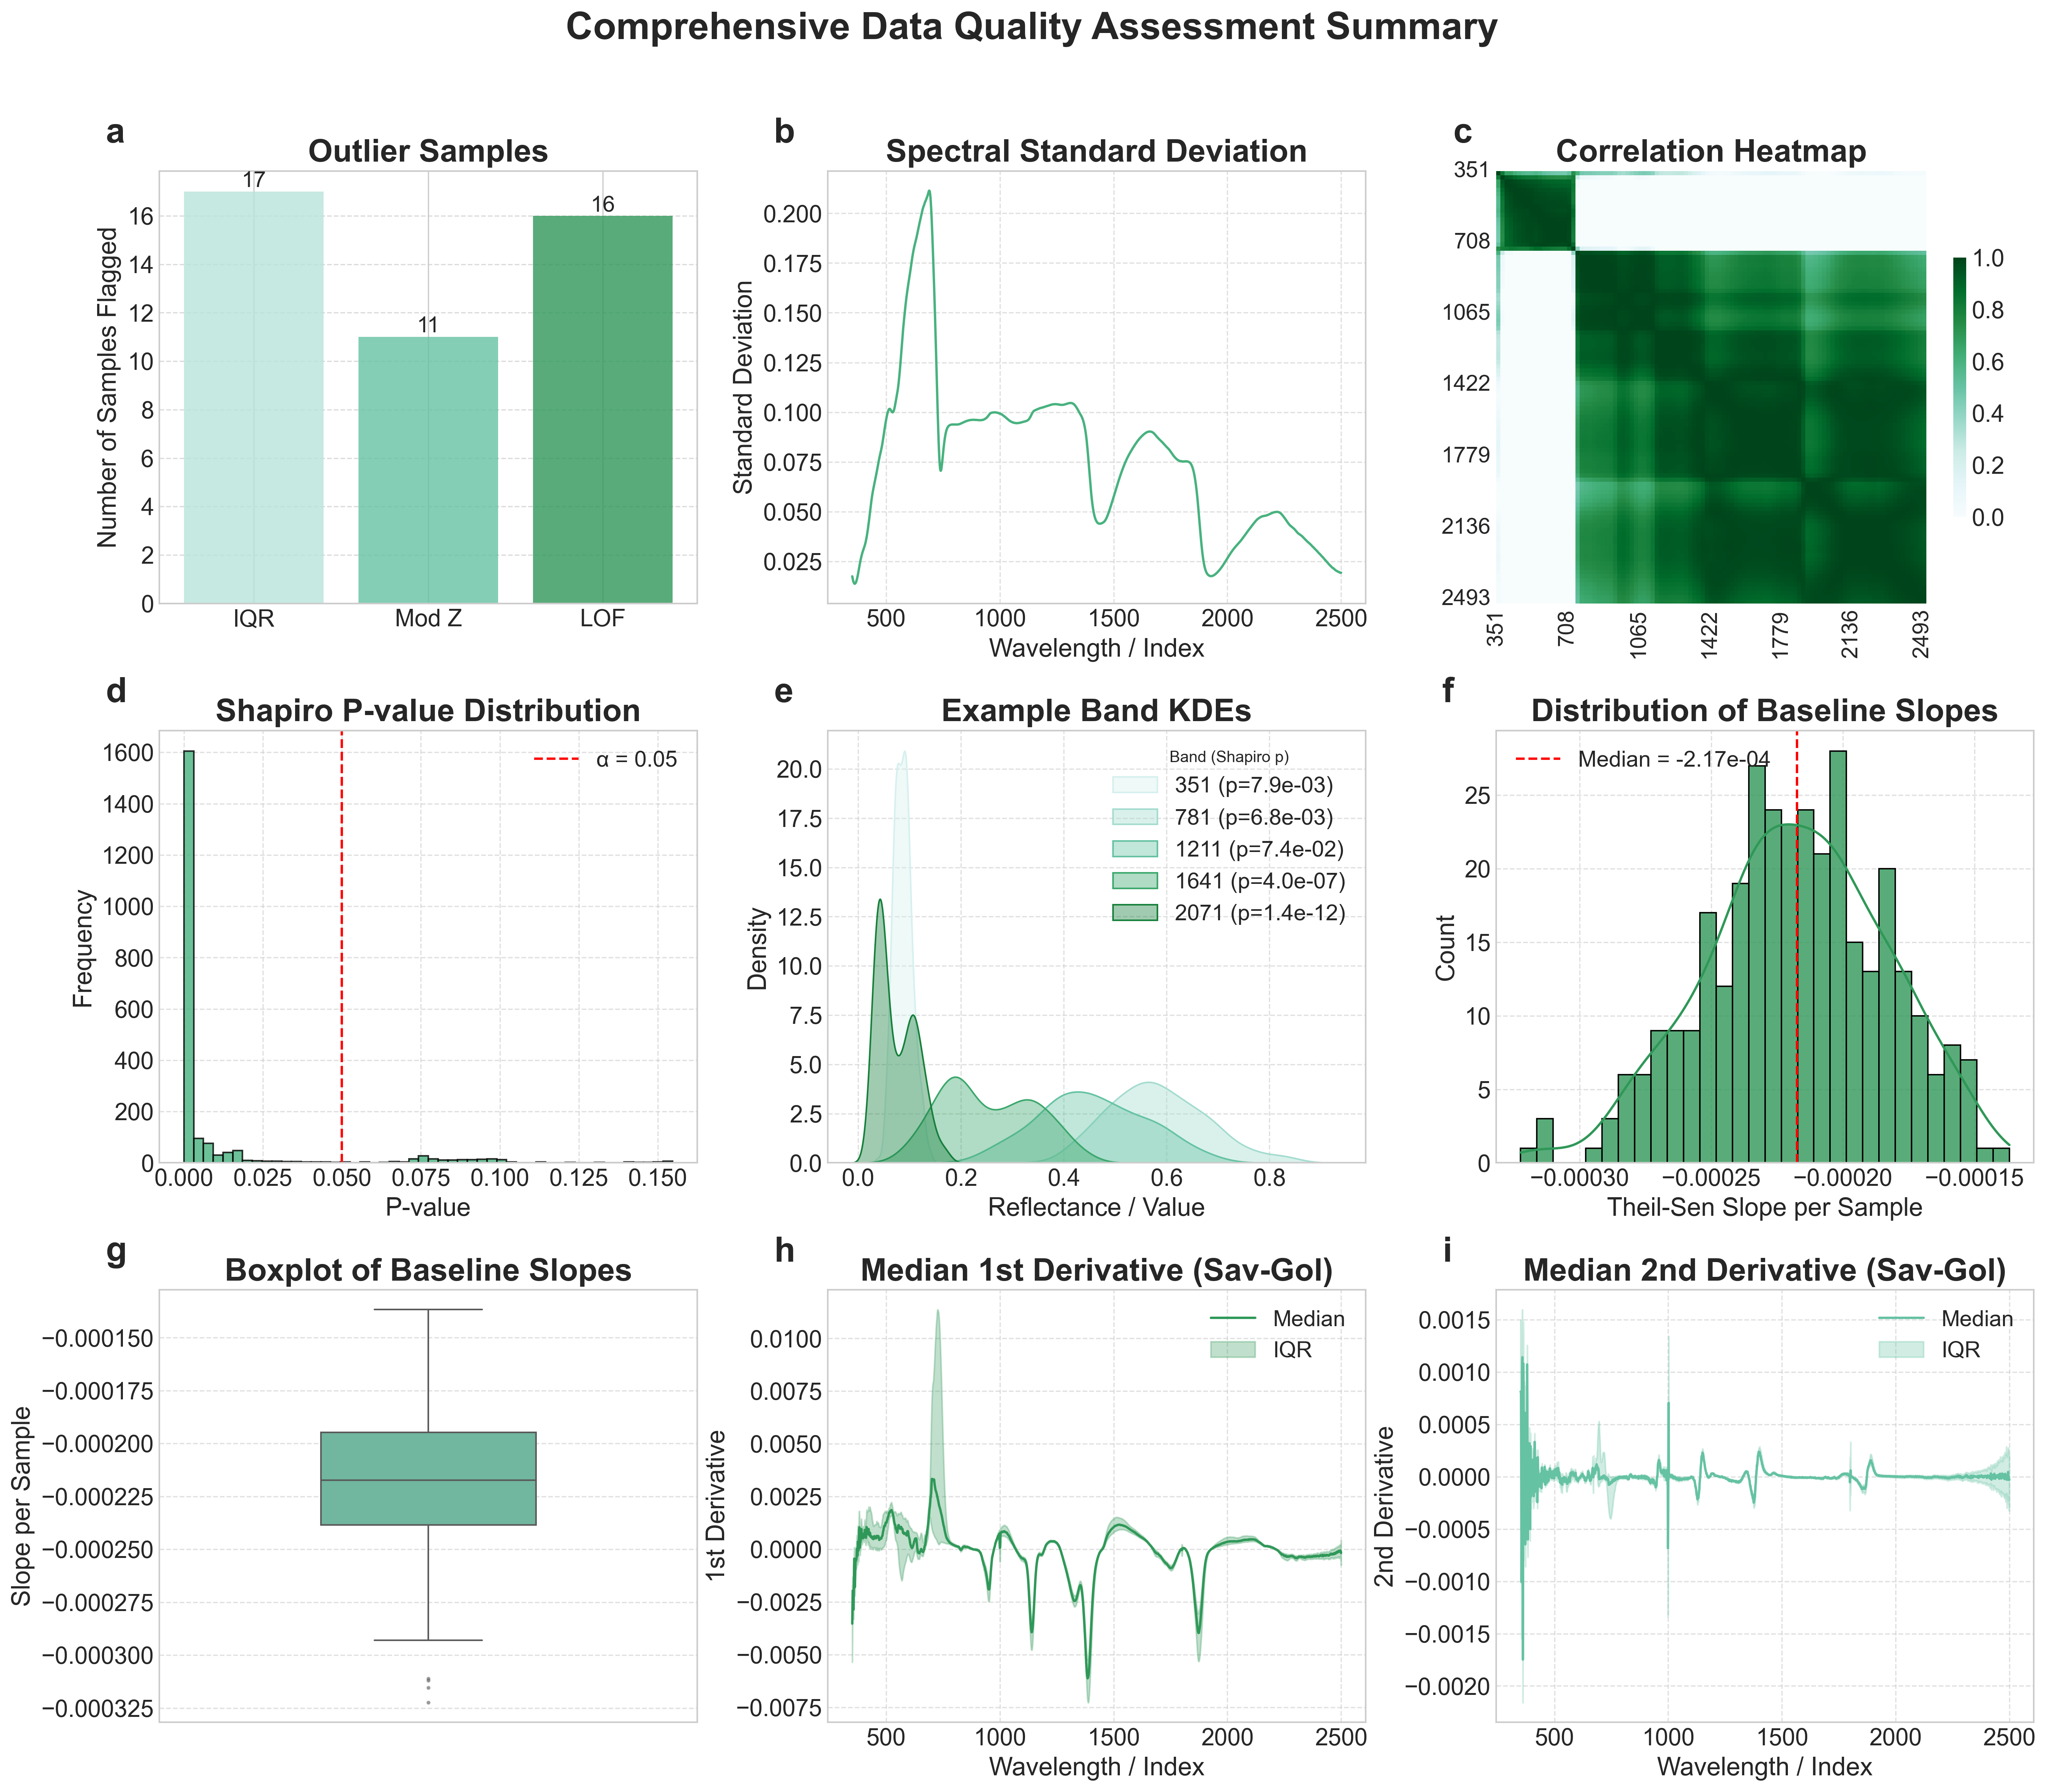 Comprehensive Data Quality Assessment Summary
a
Outlier Samples
Number of Samples Flagged
0
2
4
6
8
10
12
14
16
17
11
16
IQR
Mod Z
LOF
b
Spectral Standard Deviation
Standard Deviation
0.200
0.175
0.150
0.125
0.100
0.075
0.050
0.025
500
1000
1500
2000
2500
Wavelength / Index
c
Correlation Heatmap
351
708
1065
1422
1779
2136
2493
351
708
1065
1422
1779
2136
2493
1.0
0.8
0.6
0.4
0.2
0.0
d
Shapiro P-value Distribution
Frequency
1600
1400
1200
1000
800
600
400
200
0
α = 0.05
0.000
0.025
0.050
0.075
0.100
0.125
0.150
P-value
e
Example Band KDEs
Density
20.0
17.5
15.0
12.5
10.0
7.5
5.0
2.5
0.0
Band (Shapiro p)
351 (p=7.9e-03)
781 (p=6.8e-03)
1211 (p=7.4e-02)
1641 (p=4.0e-07)
2071 (p=1.4e-12)
0.0
0.2
0.4
0.6
0.8
Reflectance / Value
f
Distribution of Baseline Slopes
Count
25
20
15
10
5
0
Median = -2.17e-04
−0.00030
−0.00025
−0.00020
−0.00015
Theil-Sen Slope per Sample
g
Boxplot of Baseline Slopes
Slope per Sample
−0.000150
−0.000175
−0.000200
−0.000225
−0.000250
−0.000275
−0.000300
−0.000325
h
Median 1st Derivative (Sav-Gol)
1st Derivative
0.0100
0.0075
0.0050
0.0025
0.0000
−0.0025
−0.0050
−0.0075
Median
IQR
500
1000
1500
2000
2500
Wavelength / Index
i
Median 2nd Derivative (Sav-Gol)
2nd Derivative
0.0015
0.0010
0.0005
0.0000
−0.0005
−0.0010
−0.0015
−0.0020
Median
IQR
500
1000
1500
2000
2500
Wavelength / Index